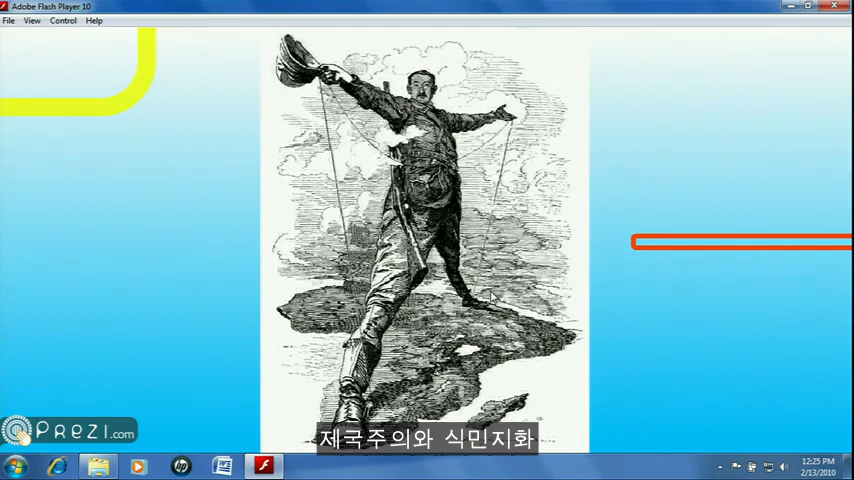 Adobe Flash Player 10
File View Control Help
PREZI.com
제국주의와 식민지화
12:25 PM
2/13/2010